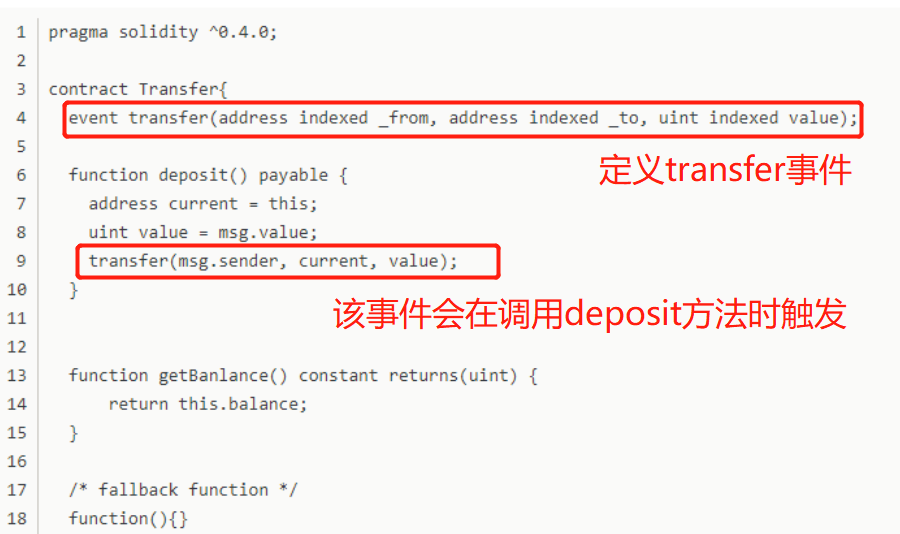 1 pragma solidity ^0.4.0;
2
3 contract Transfer{
4 event transfer(address indexed _from, address indexed _to, uint indexed value);
5
定义transfer事件
6 function deposit() payable {
7 address current = this;
8 uint value = msg.value;
9 transfer(msg.sender, current, value);
10 }
该事件会在调用deposit方法时触发
11
12
13 function getBanlance() constant returns(uint) {
14 return this.balance;
15 }
16
17 /* fallback function */
18 function(){}